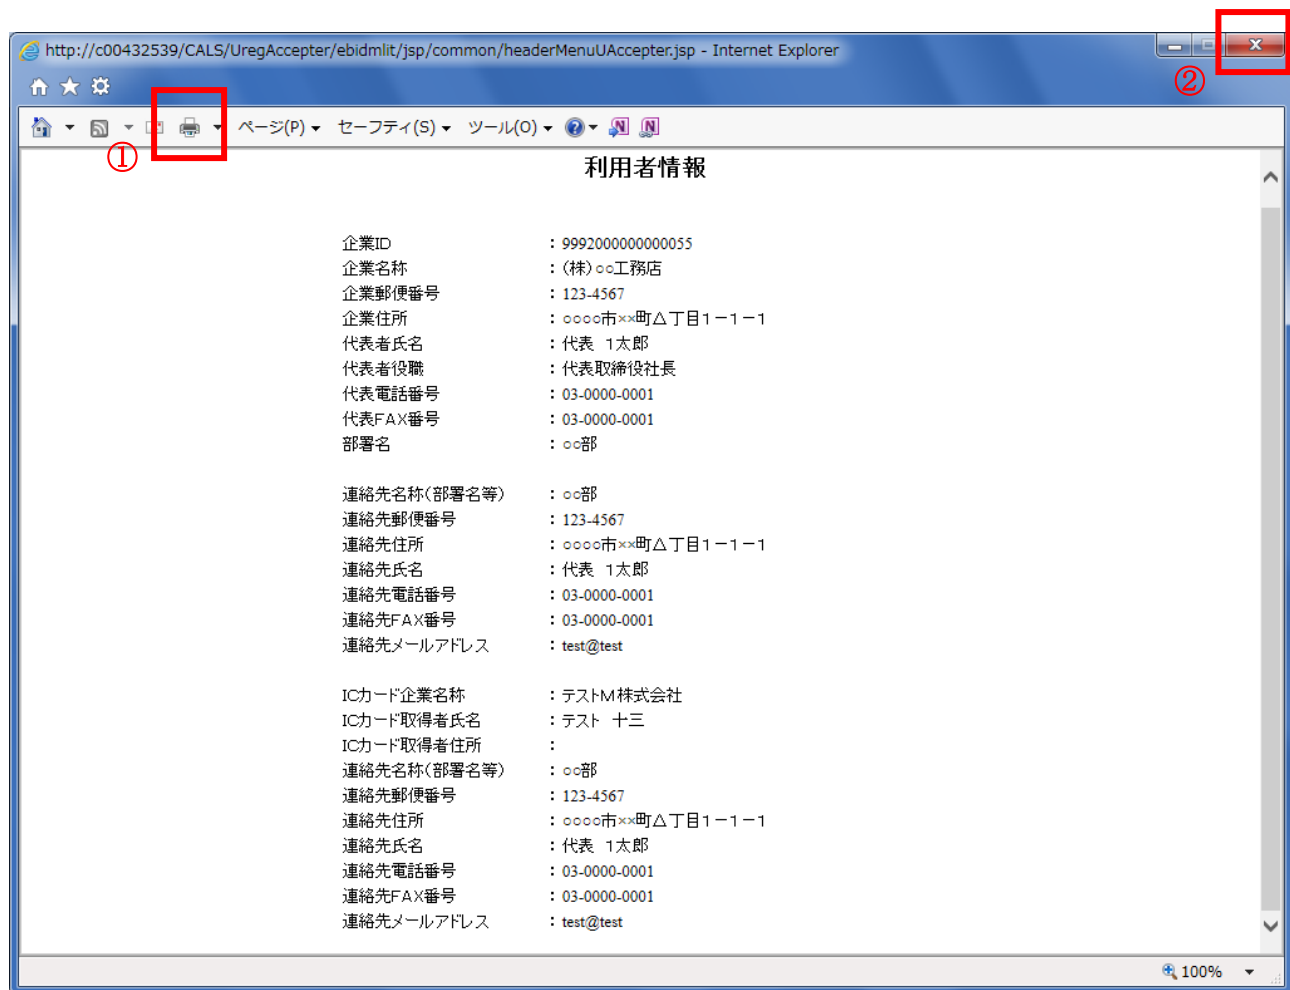 http://c00432539/CALS/UregAccepter/ebidmlit/jsp/common/headerMenuUAccepter.jsp - Internet Explorer
②
ページ(P) セーフティ(S) ツール(O)
①
利用者情報
企業ID : 9992000000000055
企業名称 : (株)○○工務店
企業郵便番号 : 123-4567
企業住所 : ○○○○市××町△丁目1-1-1
代表者氏名 : 代表 1太郎
代表者役職 : 代表取締役社長
代表電話番号 : 03-0000-0001
代表FAX番号 : 03-0000-0001
部署名 : ○○部
連絡先名称(部署名等) : ○○部
連絡先郵便番号 : 123-4567
連絡先住所 : ○○○○市××町△丁目1-1-1
連絡先氏名 : 代表 1太郎
連絡先電話番号 : 03-0000-0001
連絡先FAX番号 : 03-0000-0001
連絡先メールアドレス : test@test
ICカード企業名称 : テストM株式会社
ICカード取得者氏名 : テスト 十三
ICカード取得者住所 :
連絡先名称(部署名等) : ○○部
連絡先郵便番号 : 123-4567
連絡先住所 : ○○○○市××町△丁目1-1-1
連絡先氏名 : 代表 1太郎
連絡先電話番号 : 03-0000-0001
連絡先FAX番号 : 03-0000-0001
連絡先メールアドレス : test@test
100%